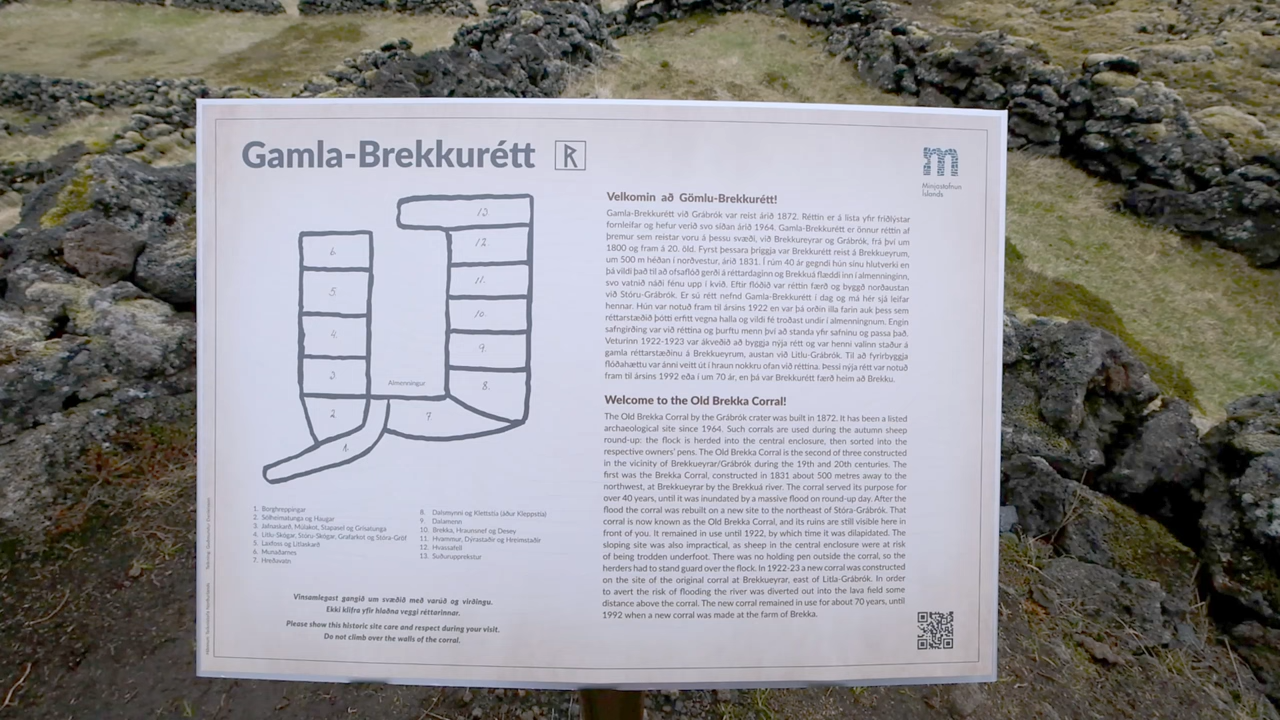 Gamla-Brekkurétt
Minjastofnun
Íslands
13.
12.
11.
10.
9.
8.
7.
6.
5.
4.
3.
2.
1.
Almenningur
1. Borghreppingar
2. Sólheimatunga og Haugar
3. Jafnaskarð, Múlakot, Stapasel og Grísatunga
4. Litlu-Skógar, Stóru-Skógar, Grafarkot og Stóra-Gröf
5. Laxfoss og Litlaskarð
6. Munaðarnes
7. Hreðavatn
8. Dalsmynni og Klettstía (áður Kleppstía)
9. Dalamenn
10. Brekka, Hraunsnef og Desey
11. Hvammur, Dýrastaðir og Hreimstaðir
12. Hvassafell
13. Suðurupprekstur
Vinsamlegast gangið um svæðið með varúð og virðingu.
Ekki klifra yfir hlaðna veggi réttarinnar.
Please show this historic site care and respect during your visit.
Do not climb over the walls of the corral.
Velkomin að Gömlu-Brekkurétt!
Gamla-Brekkurétt við Grábrók var reist árið 1872. Réttin er á lista yfir friðlýstar
fornleifar og hefur verið svo síðan árið 1964. Gamla-Brekkurétt er önnur réttin af
þremur sem reistar voru á þessu svæði, við Brekkueyrar og Grábrók, frá því um
1800 og fram á 20. öld. Fyrst þessara þriggja var Brekkurétt reist á Brekkueyrum,
um 500 m héðan í norðvestur, árið 1831. Í rúm 40 ár gegndi hún sínu hlutverki en
þá vildi það til að ofsaflóð gerði á réttardaginn og Brekkuá flæddi inn í almenninginn,
svo vatnið náði fénu upp í kvið. Eftir flóðið var réttin færð og byggð norðaustan
við Stóru-Grábrók. Er sú rétt nefnd Gamla-Brekkurétt í dag og má hér sjá leifar
hennar. Hún var notuð fram til ársins 1922 en var þá orðin illa farin auk þess sem
réttarstæðið þótti erfitt vegna halla og vildi fé troðast undir í almenningnum. Engin
safngirðing var við réttina og þurftu menn því að standa yfir safninu og passa það.
Veturinn 1922-1923 var ákveðið að byggja nýja rétt og var henni valinn staður á
gamla réttarstæðinu á Brekkueyrum, austan við Litlu-Grábrók. Til að fyrirbyggja
flóðahættu var ánni veitt út í hraun nokkru ofan við réttina. Þessi nýja rétt var notuð
fram til ársins 1992 eða í um 70 ár, en þá var Brekkurétt færð heim að Brekku.
Welcome to the Old Brekka Corral!
The Old Brekka Corral by the Grábrók crater was built in 1872. It has been a listed
archaeological site since 1964. Such corrals are used during the autumn sheep
round-up: the flock is herded into the central enclosure, then sorted into the
respective owners' pens. The Old Brekka Corral is the second of three constructed
in the vicinity of Brekkueyrar/Grábrók during the 19th and 20th centuries. The
first was the Brekka Corral, constructed in 1831 about 500 metres away to the
northwest, at Brekkueyrar by the Brekkuá river. The corral served its purpose for
over 40 years, until it was inundated by a massive flood on round-up day. After the
flood the corral was rebuilt on a new site to the northeast of Stóra-Grábrók. That
corral is now known as the Old Brekka Corral, and its ruins are still visible here in
front of you. It remained in use until 1922, by which time it was dilapidated. The
sloping site was also impractical, as sheep in the central enclosure were at risk
of being trodden underfoot. There was no holding pen outside the corral, so the
herders had to stand guard over the flock. In 1922-23 a new corral was constructed
on the site of the original corral at Brekkueyrar, east of Litla-Grábrók. In order
to avert the risk of flooding the river was diverted out into the lava field some
distance above the corral. The new corral remained in use for about 70 years, until
1992 when a new corral was made at the farm of Brekka.